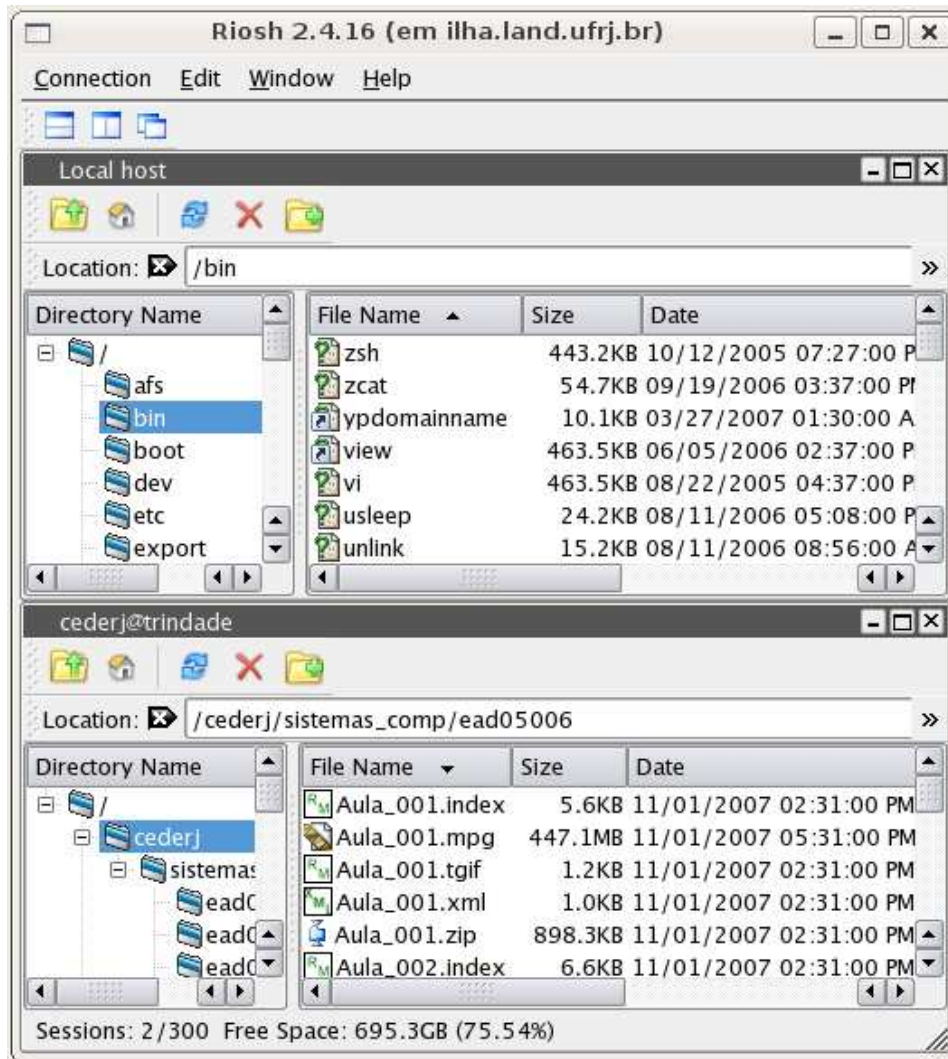 Riosh 2.4.16 (em ilha.land.ufrj.br)
Connection Edit Window Help
Local host
Location: /bin »
Directory Name File Name Size Date
/ zsh 443.2KB 10/12/2005 07:27:00 P
afs zcat 54.7KB 09/19/2006 03:37:00 PM
bin ypdomainname 10.1KB 03/27/2007 01:30:00 A
boot view 463.5KB 06/05/2006 02:37:00 P
dev vi 463.5KB 08/22/2005 04:37:00 P
etc usleep 24.2KB 08/11/2006 05:08:00 P
export unlink 15.2KB 08/11/2006 08:56:00 A
cederj@trindade
Location: /cederj/sistemas_comp/ead05006 »
Directory Name File Name Size Date
/ Aula_001.index 5.6KB 11/01/2007 02:31:00 PM
cederj Aula_001.mpg 447.1MB 11/01/2007 05:31:00 PM
sistemas Aula_001.tgif 1.2KB 11/01/2007 02:31:00 PM
ead0 Aula_001.xml 1.0KB 11/01/2007 02:31:00 PM
ead0 Aula_001.zip 898.3KB 11/01/2007 02:31:00 PM
ead0 Aula_002.index 6.6KB 11/01/2007 02:31:00 PM
Sessions: 2/300 Free Space: 695.3GB (75.54%)